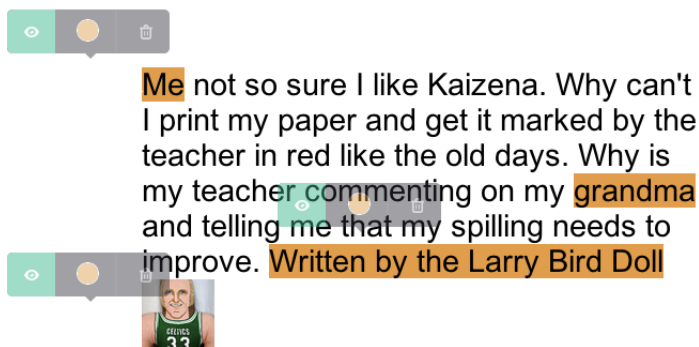 Me not so sure I like Kaizena. Why can't
I print my paper and get it marked by the
teacher in red like the old days. Why is
my teacher commenting on my grandma
and telling me that my spilling needs to
improve. Written by the Larry Bird Doll
CELTICS
33